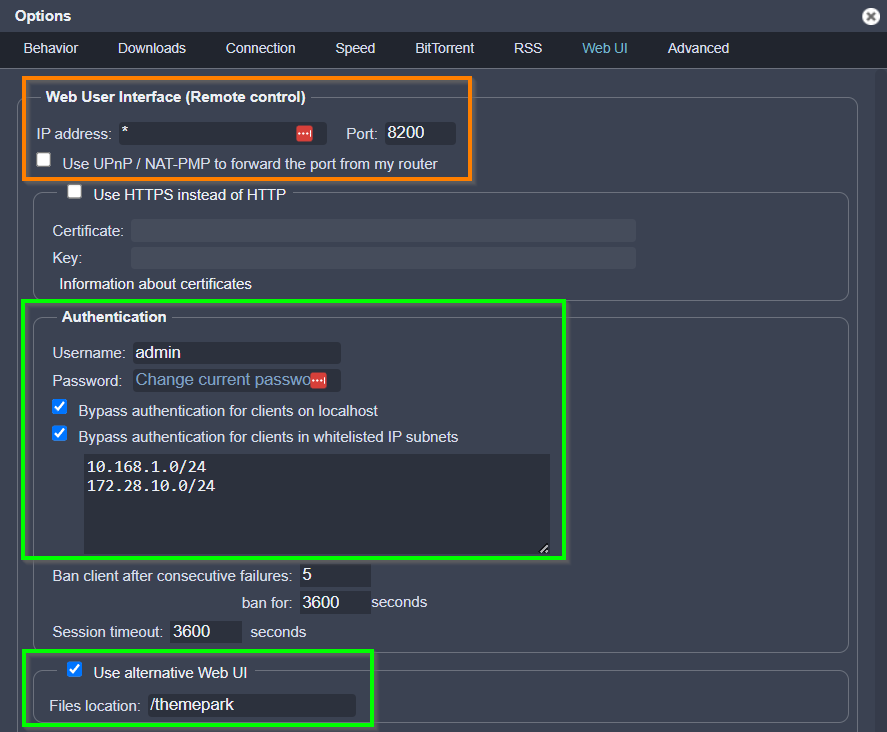 Options
Behavior Downloads Connection Speed BitTorrent RSS Web UI Advanced
Web User Interface (Remote control)
IP address: * Port: 8200
Use UPnP / NAT-PMP to forward the port from my router
Use HTTPS instead of HTTP
Certificate:
Key:
Information about certificates
Authentication
Username: admin
Password: Change current passwo
Bypass authentication for clients on localhost
Bypass authentication for clients in whitelisted IP subnets
10.168.1.0/24
172.28.10.0/24
Ban client after consecutive failures: 5
ban for: 3600 seconds
Session timeout: 3600 seconds
Use alternative Web UI
Files location: /themepark